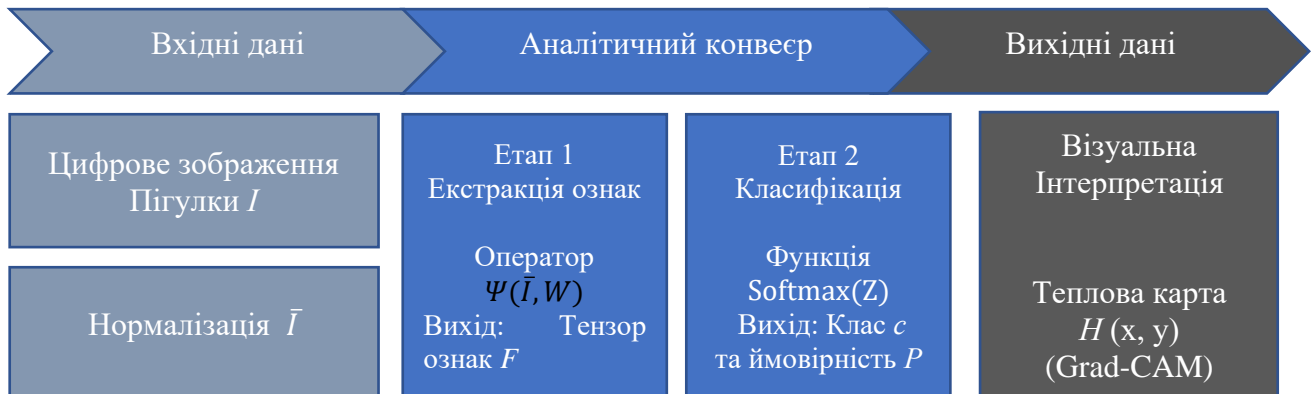 Вхідні дані
Аналітичний конвеєр
Вихідні дані
Цифрове зображення
Пігулки I
Нормалізація Ī
Етап 1
Екстракція ознак
Оператор
Ψ(Ī, W)
Вихід: Тензор
ознак F
Етап 2
Класифікація
Функція
Softmax(Z)
Вихід: Клас c
та ймовірність P
Візуальна
Інтерпретація
Теплова карта
H (x, y)
(Grad-CAM)